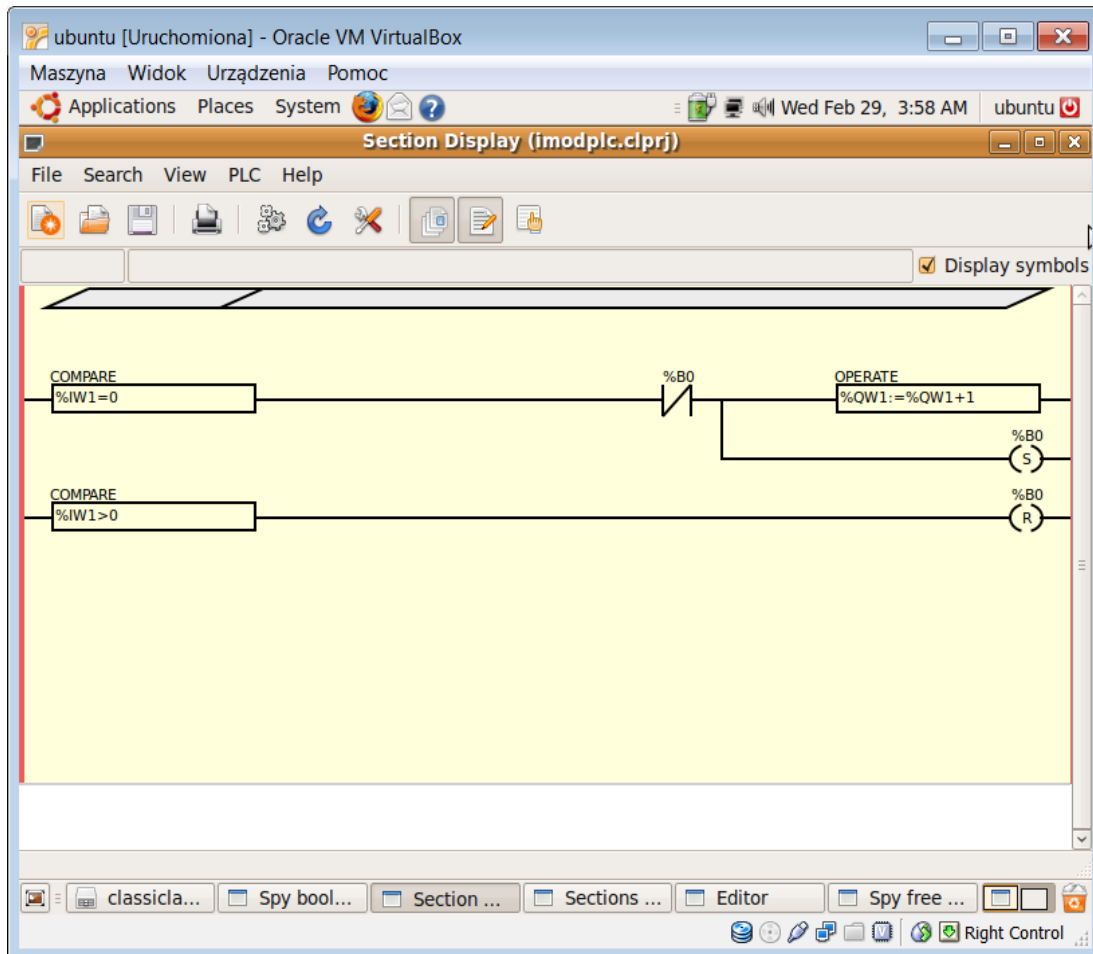 ubuntu [Uruchomiona] - Oracle VM VirtualBox
Maszyna Widok Urządzenia Pomoc
Applications Places System Wed Feb 29, 3:58 AM ubuntu
Section Display (imodplc.clprj)
File Search View PLC Help
Display symbols
COMPARE %B0 OPERATE
%IW1=0 %QW1:=%QW1+1
%B0
S
COMPARE %B0
%IW1>0 R
classicla... Spy bool... Section ... Sections ... Editor Spy free ...
Right Control